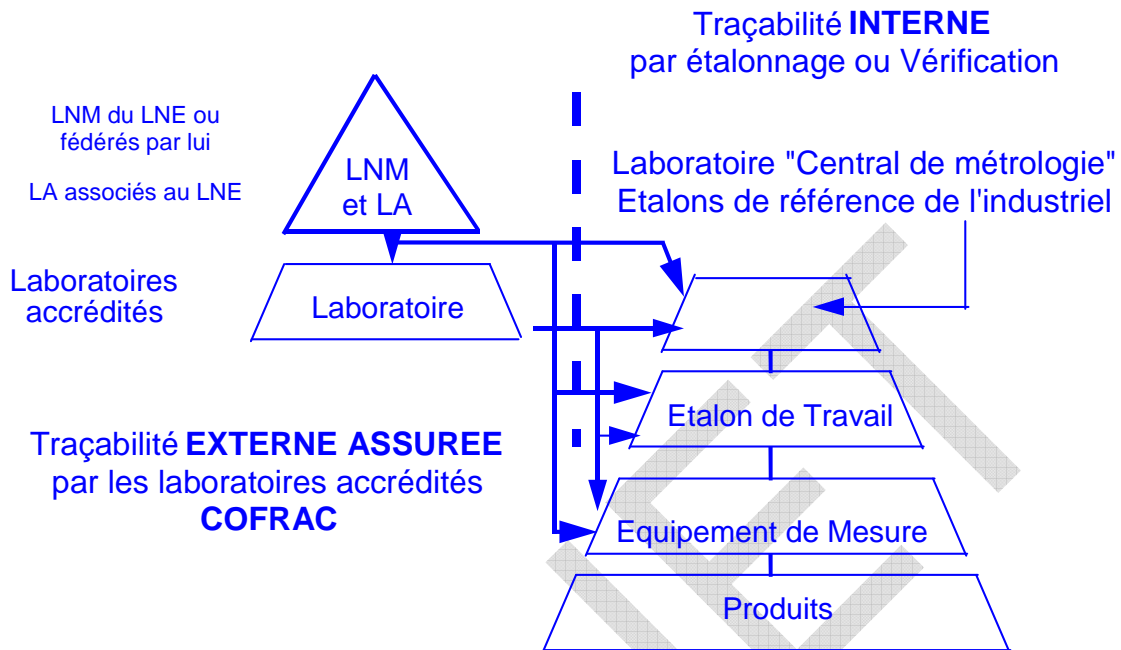 Traçabilité INTERNE
par étalonnage ou Vérification
LNM du LNE ou
fédérés par lui
LA associés au LNE
LNM
et LA
Laboratoire "Central de métrologie"
Etalons de référence de l'industriel
Laboratoires
accrédités
Laboratoire
Etalon de Travail
Traçabilité EXTERNE ASSUREE
par les laboratoires accrédités
COFRAC
Equipement de Mesure
Produits